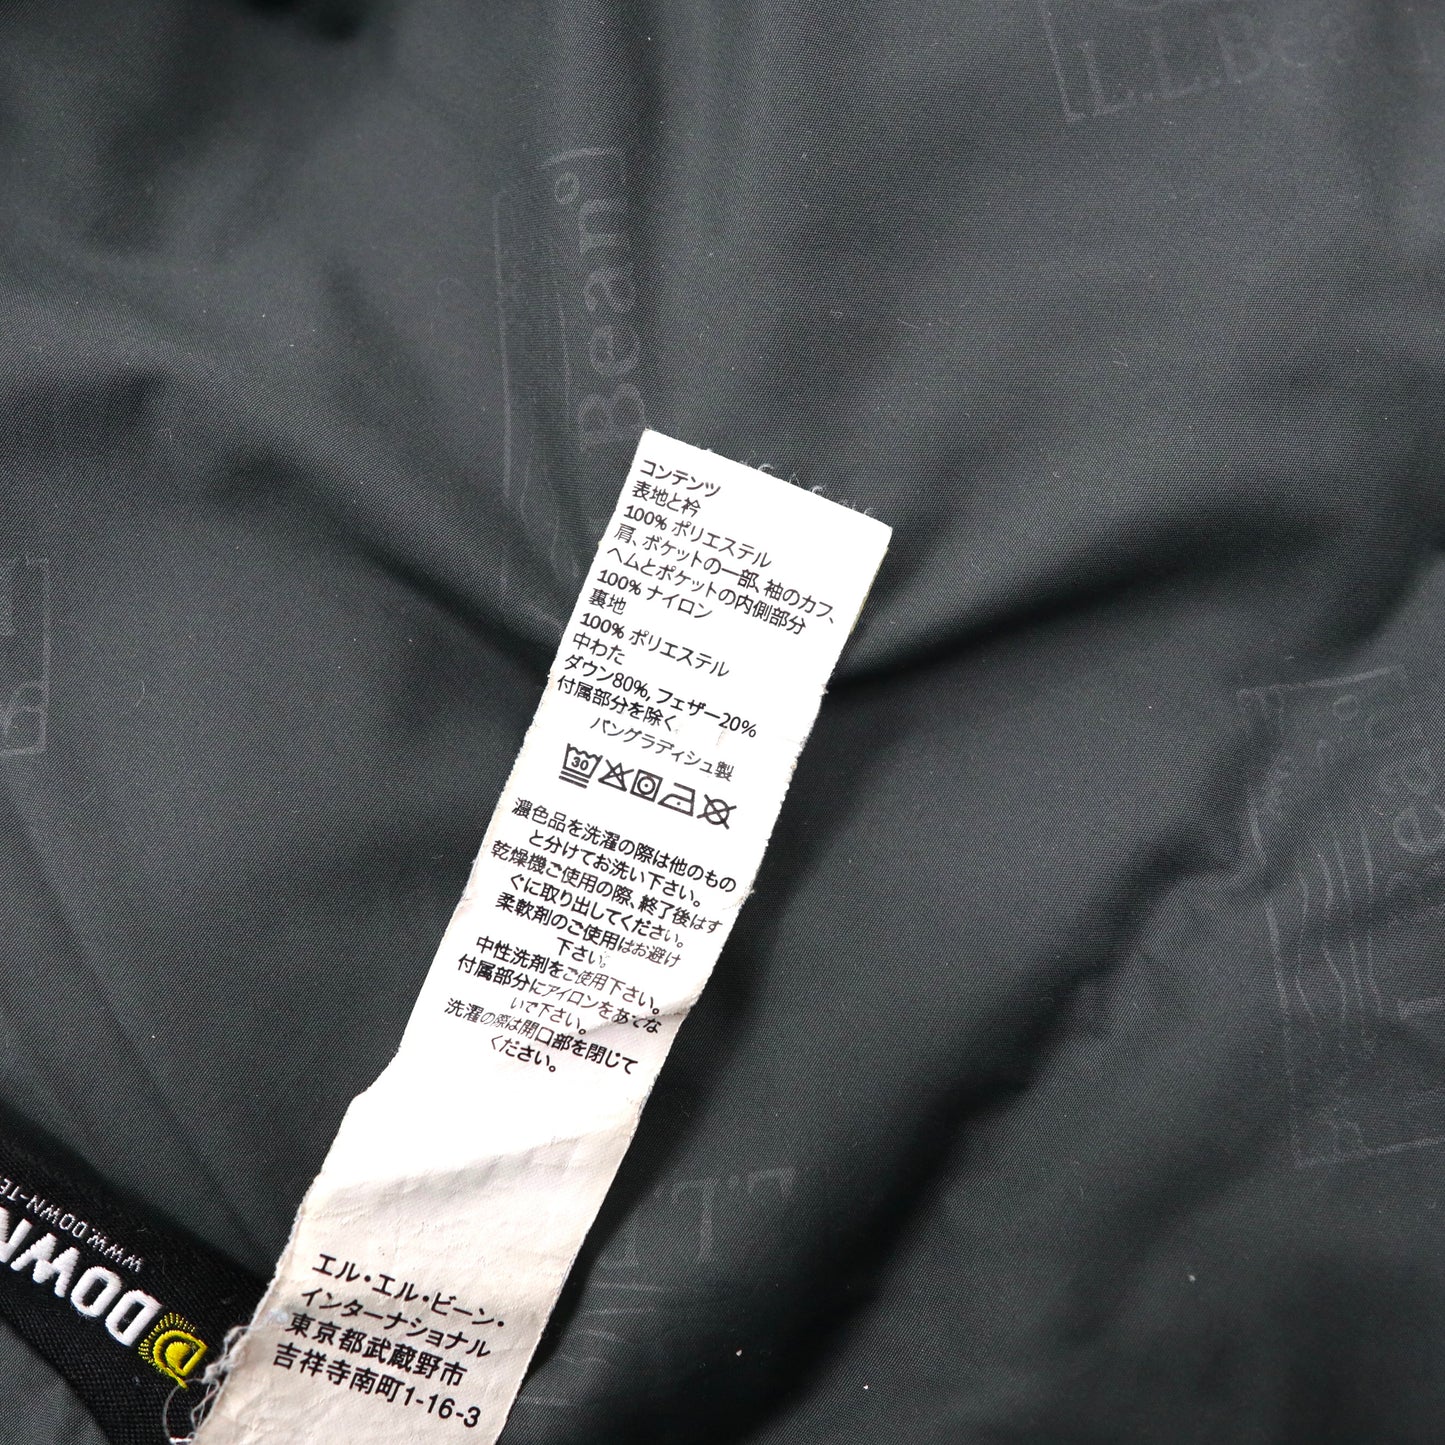 L.L.Bean
Bean
コンテンツ
表地と衿
100% ポリエステル
肩、ポケットの一部、袖のカフ、
ヘムとポケットの内側部分
100% ナイロン
裏地
100% ポリエステル
中わた
ダウン80%, フェザー20%
付属部分を除く
バングラディシュ製
30
濃色品を洗濯の際は他のもの
と分けてお洗い下さい。
乾燥機ご使用の際、終了後はす
ぐに取り出してください。
柔軟剤のご使用はお避け
下さい。
中性洗剤をご使用下さい。
付属部分にアイロンをあてな
いで下さい。
洗濯の際は開口部を閉じて
ください。
エル・エル・ビーン・
インターナショナル
東京都武蔵野市
吉祥寺南町1-16-3
WWW.DOWN-TE
DOWN